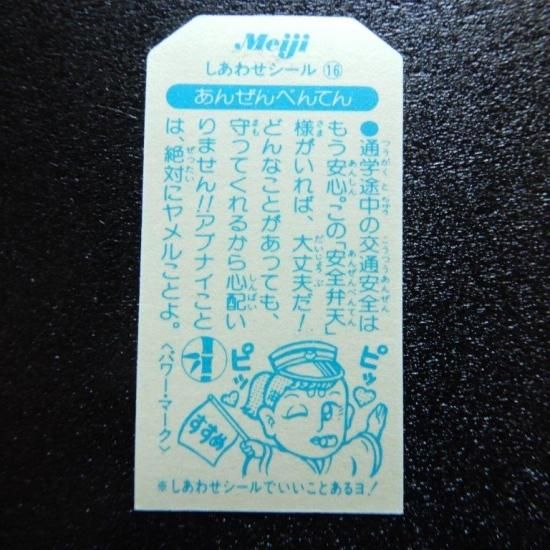 Meiji
しあわせシール ⑯
あんぜんべんてん
●通学途中の交通安全は
もう安心。この「安全弁天」
様がいれば、大丈夫だ!
どんなことがあっても、
守ってくれるから心配い
りません!!アブナイこと
は、絶対にヤメルことよ。
〈パワー・マーク〉
ピッ
ピッ
すすめ
※しあわせシールでいいことあるヨ!